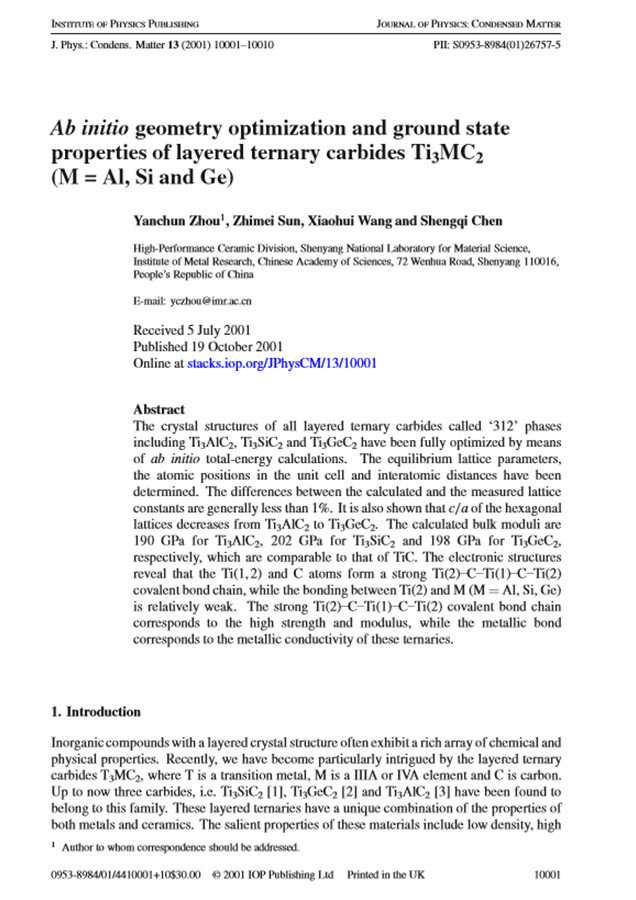 INSTITUTE OF PHYSICS PUBLISHING JOURNAL OF PHYSICS: CONDENSED MATTER
J. Phys.: Condens. Matter 13 (2001) 10001–10010 PII: S0953-8984(01)26757-5
Ab initio geometry optimization and ground state
properties of layered ternary carbides Ti₃MC₂
(M = Al, Si and Ge)
Yanchun Zhou¹, Zhimei Sun, Xiaohui Wang and Shengqi Chen
High-Performance Ceramic Division, Shenyang National Laboratory for Material Science,
Institute of Metal Research, Chinese Academy of Sciences, 72 Wenhua Road, Shenyang 110016,
People's Republic of China
E-mail: yczhou@imr.ac.cn
Received 5 July 2001
Published 19 October 2001
Online at stacks.iop.org/JPhysCM/13/10001
Abstract
The crystal structures of all layered ternary carbides called ‘312’ phases
including Ti₃AlC₂, Ti₃SiC₂ and Ti₃GeC₂ have been fully optimized by means
of ab initio total-energy calculations. The equilibrium lattice parameters,
the atomic positions in the unit cell and interatomic distances have been
determined. The differences between the calculated and the measured lattice
constants are generally less than 1%. It is also shown that c/a of the hexagonal
lattices decreases from Ti₃AlC₂ to Ti₃GeC₂. The calculated bulk moduli are
190 GPa for Ti₃AlC₂, 202 GPa for Ti₃SiC₂ and 198 GPa for Ti₃GeC₂,
respectively, which are comparable to that of TiC. The electronic structures
reveal that the Ti(1, 2) and C atoms form a strong Ti(2)–C–Ti(1)–C–Ti(2)
covalent bond chain, while the bonding between Ti(2) and M (M = Al, Si, Ge)
is relatively weak. The strong Ti(2)–C–Ti(1)–C–Ti(2) covalent bond chain
corresponds to the high strength and modulus, while the metallic bond
corresponds to the metallic conductivity of these ternaries.
1. Introduction
Inorganic compounds with a layered crystal structure often exhibit a rich array of chemical and
physical properties. Recently, we have become particularly intrigued by the layered ternary
carbides T₃MC₂, where T is a transition metal, M is a IIIA or IVA element and C is carbon.
Up to now three carbides, i.e. Ti₃SiC₂ [1], Ti₃GeC₂ [2] and Ti₃AlC₂ [3] have been found to
belong to this family. These layered ternaries have a unique combination of the properties of
both metals and ceramics. The salient properties of these materials include low density, high
¹ Author to whom correspondence should be addressed.
0953-8984/01/4410001+10$30.00 © 2001 IOP Publishing Ltd Printed in the UK 10001